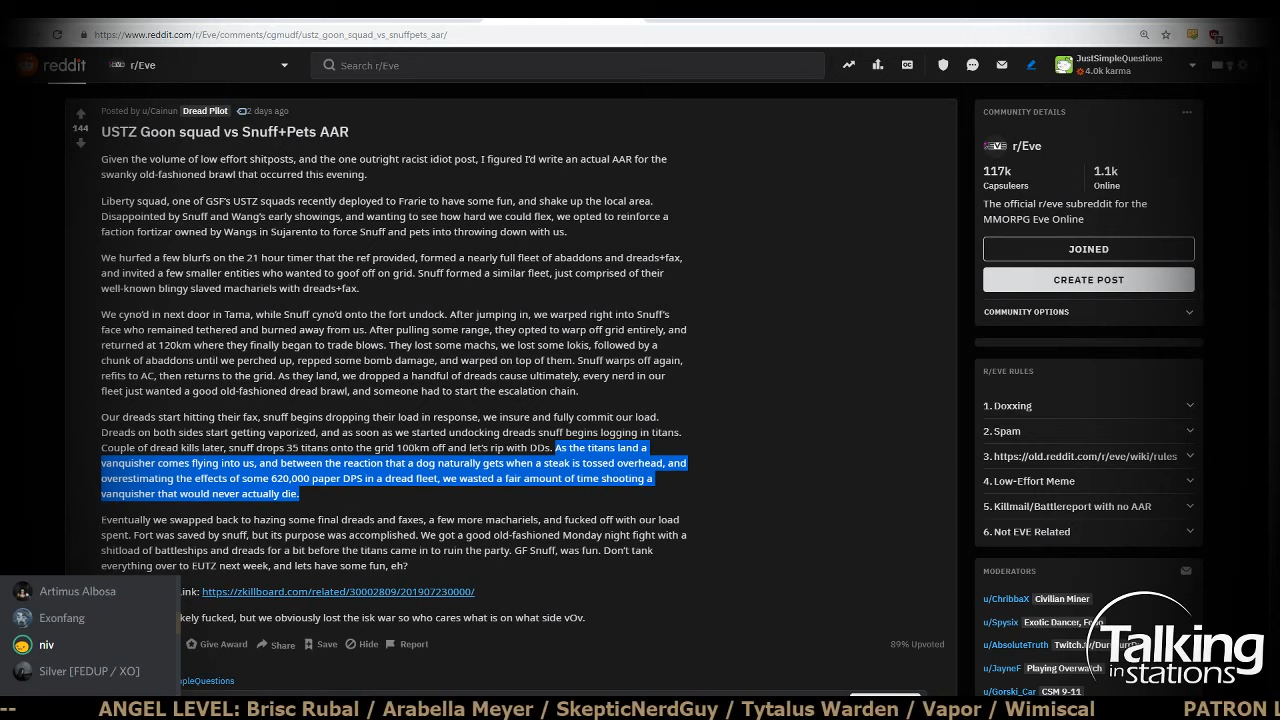 https://www.reddit.com/r/Eve/comments/cgmudf/ustz_goon_squad_vs_snuffpets_aar/
reddit
r/Eve
Search r/Eve
JustSimpleQuestions
4.0k karma
Posted by u/Cainun Dread Pilot 2 days ago
144
USTZ Goon squad vs Snuff+Pets AAR
Given the volume of low effort shitposts, and the one outright racist idiot post, I figured I'd write an actual AAR for the
swanky old-fashioned brawl that occurred this evening.
Liberty squad, one of GSF's USTZ squads recently deployed to Frarie to have some fun, and shake up the local area.
Disappointed by Snuff and Wang's early showings, and wanting to see how hard we could flex, we opted to reinforce a
faction fortizar owned by Wangs in Sujarento to force Snuff and pets into throwing down with us.
We hurfed a few blurfs on the 21 hour timer that the ref provided, formed a nearly full fleet of abaddons and dreads+fax,
and invited a few smaller entities who wanted to goof off on grid. Snuff formed a similar fleet, just comprised of their
well-known blingy slaved machariels with dreads+fax.
We cyno'd in next door in Tama, while Snuff cyno'd onto the fort undock. After jumping in, we warped right into Snuff's
face who remained tethered and burned away from us. After pulling some range, they opted to warp off grid entirely, and
returned at 120km where they finally began to trade blows. They lost some machs, we lost some lokis, followed by a
chunk of abaddons until we perched up, repped some bomb damage, and warped on top of them. Snuff warps off again,
refits to AC, then returns to the grid. As they land, we dropped a handful of dreads cause ultimately, every nerd in our
fleet just wanted a good old-fashioned dread brawl, and someone had to start the escalation chain.
Our dreads start hitting their fax, snuff begins dropping their load in response, we insure and fully commit our load.
Dreads on both sides start getting vaporized, and as soon as we started undocking dreads snuff begins logging in titans.
Couple of dread kills later, snuff drops 35 titans onto the grid 100km off and let's rip with DDs. As the titans land a
vanquisher comes flying into us, and between the reaction that a dog naturally gets when a steak is tossed overhead, and
overestimating the effects of some 620,000 paper DPS in a dread fleet, we wasted a fair amount of time shooting a
vanquisher that would never actually die.
Eventually we swapped back to hazing some final dreads and faxes, a few more machariels, and fucked off with our load
spent. Fort was saved by snuff, but its purpose was accomplished. We got a good old-fashioned Monday night fight with a
shitload of battleships and dreads for a bit before the titans came in to ruin the party. GF Snuff, was fun. Don't tank
everything over to EUTZ next week, and lets have some fun, eh?
ink: https://zkillboard.com/related/30002809/201907230000/
kely fucked, but we obviously lost the isk war so who cares what is on what side vOv.
Give Award Share Save Hide Report
89% Upvoted
pleQuestions
COMMUNITY DETAILS
r/Eve
117k
Capsuleers
1.1k
Online
The official r/eve subreddit for the
MMORPG Eve Online
JOINED
CREATE POST
COMMUNITY OPTIONS
R/EVE RULES
1. Doxxing
2. Spam
3. https://old.reddit.com/r/eve/wiki/rules
4. Low-Effort Meme
5. Killmail/Battlereport with no AAR
6. Not EVE Related
MODERATORS
u/ChribbaX Civilian Miner
u/Spysix Exotic Dancer,
u/AbsoluteTruth
u/JayneF Playing Overwatch
u/Gorski_Car CSM 9-11
Talking
in STATIONS
Artimus Albosa
Exonfang
niv
Silver [FEDUP / XO]
-- ANGEL LEVEL: Brisc Rubal / Arabella Meyer / SkepticNerdGuy / Tytalus Warden / Vapor / Wimiscal PATRON L